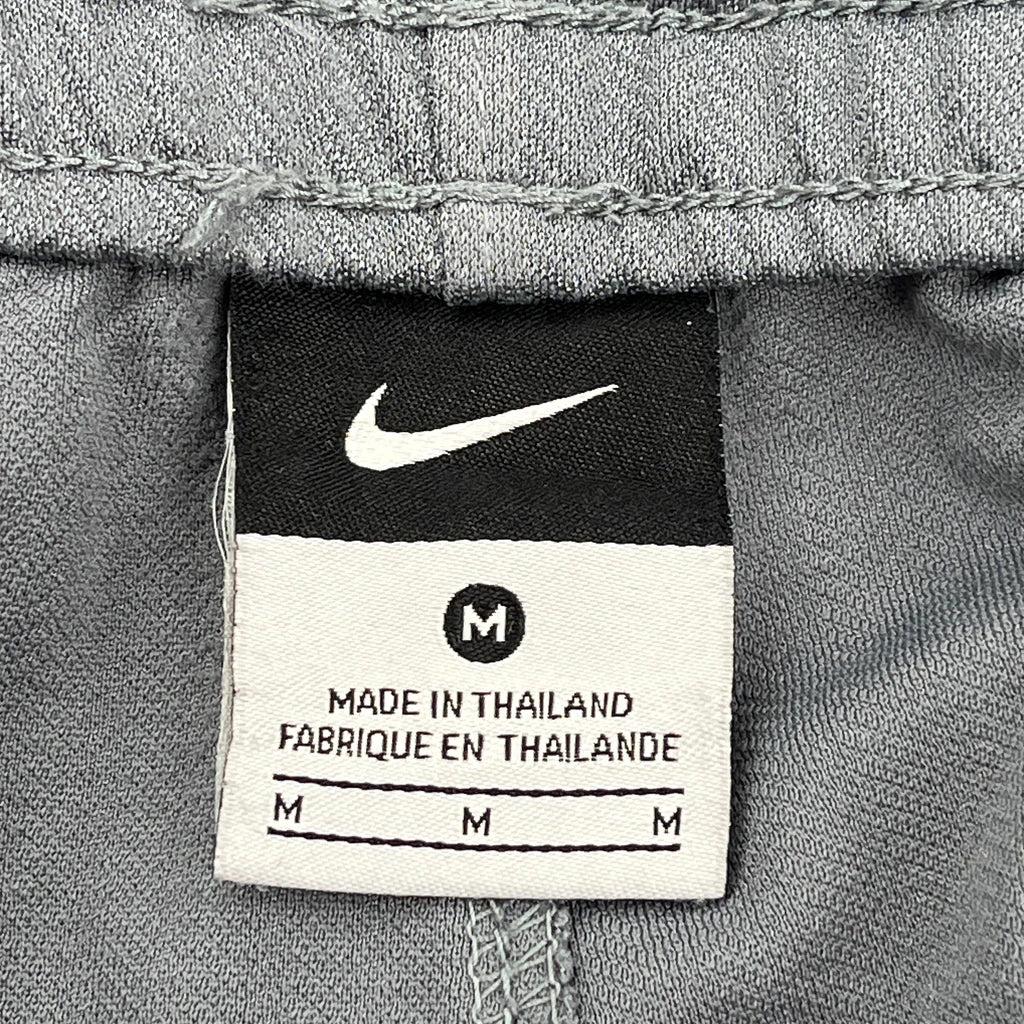 M
MADE IN THAILAND
FABRIQUE EN THAILANDE
M M M